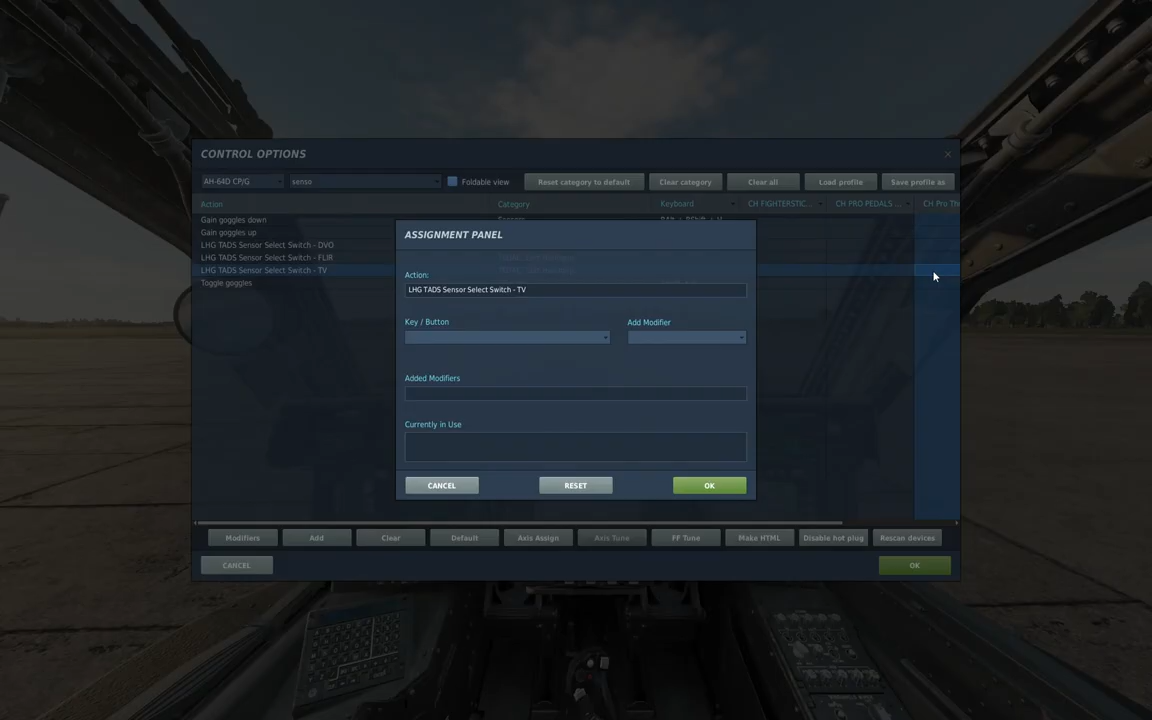 CONTROL OPTIONS
AH-64D CP/G senso Foldable view Reset category to default Clear category Clear all Load profile Save profile as
Action Category Keyboard CH FIGHTERSTIC... CH PRO PEDALS ... CH Pro Th
Gain goggles down
Gain goggles up
LHG TADS Sensor Select Switch - DVO
LHG TADS Sensor Select Switch - FLIR
LHG TADS Sensor Select Switch - TV
Toggle goggles
ASSIGNMENT PANEL
Action:
LHG TADS Sensor Select Switch - TV
Key / Button Add Modifier
Added Modifiers
Currently in Use
CANCEL RESET OK
Modifiers Add Clear Default Axis Assign Axis Tune FF Tune Make HTML Disable hot plug Rescan devices
CANCEL OK